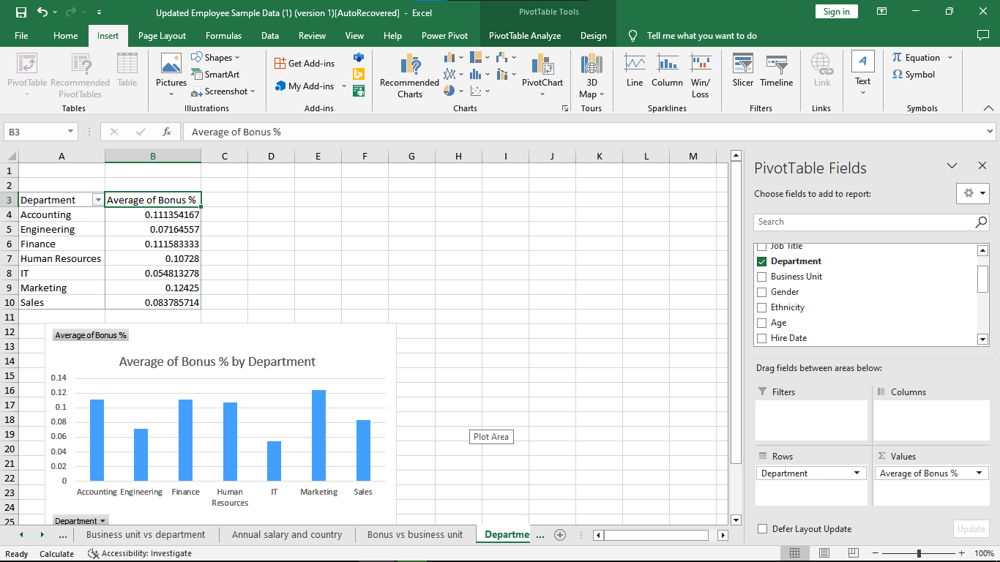 Updated Employee Sample Data (1) (version 1)[AutoRecovered] - Excel
PivotTable Tools
Sign in
File Home Insert Page Layout Formulas Data Review View Help Power Pivot PivotTable Analyze Design Tell me what you want to do
PivotTable
Recommended
PivotTables
Table
Tables
Pictures
Shapes
SmartArt
Screenshot
Illustrations
Get Add-ins
My Add-ins
Add-ins
Recommended
Charts
PivotChart
Charts
3D
Map
Tours
Line
Column
Win/
Loss
Sparklines
Slicer
Timeline
Filters
Link
Links
A
Text
π Equation
Ω Symbol
Symbols
B3
fx
Average of Bonus %
A B C D E F G H I J K L M
1
2
3 Department Average of Bonus %
4 Accounting 0.111354167
5 Engineering 0.07164557
6 Finance 0.111583333
7 Human Resources 0.10728
8 IT 0.054813278
9 Marketing 0.12425
10 Sales 0.083785714
11
12
13
14
15
16
17
18
19
20
21
22
23
24
25
Average of Bonus %
Average of Bonus % by Department
0.14
0.12
0.1
0.08
0.06
0.04
0.02
0
Accounting Engineering Finance Human IT Marketing Sales
Resources
Department
Plot Area
PivotTable Fields
Choose fields to add to report:
Search
Job Title
Department
Business Unit
Gender
Ethnicity
Age
Hire Date
Drag fields between areas below:
Filters
Columns
Rows
Σ Values
Department
Average of Bonus %
Defer Layout Update
Update
... Business unit vs department Annual salary and country Bonus vs business unit Departme ...
Ready Calculate Accessibility: Investigate
100%